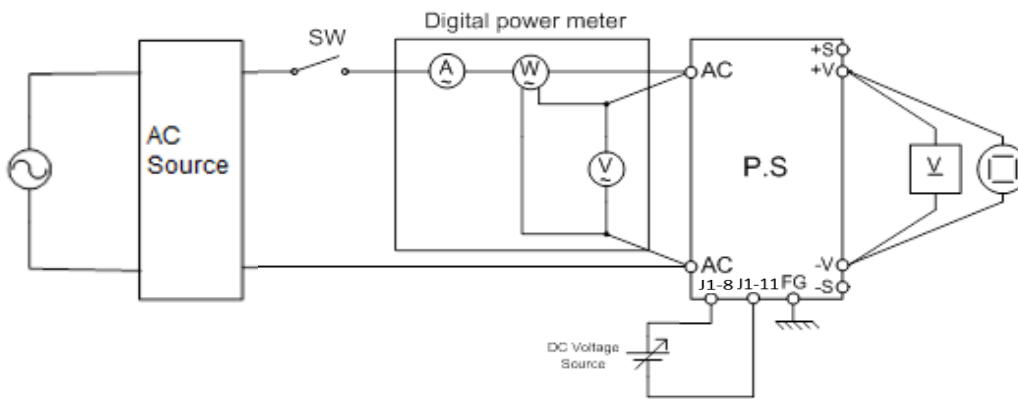 Digital power meter
SW
A
W
V
AC
Source
AC
+S
+V
P.S
V
-V
-S
AC
J1-8 J1-11 FG
DC Voltage
Source